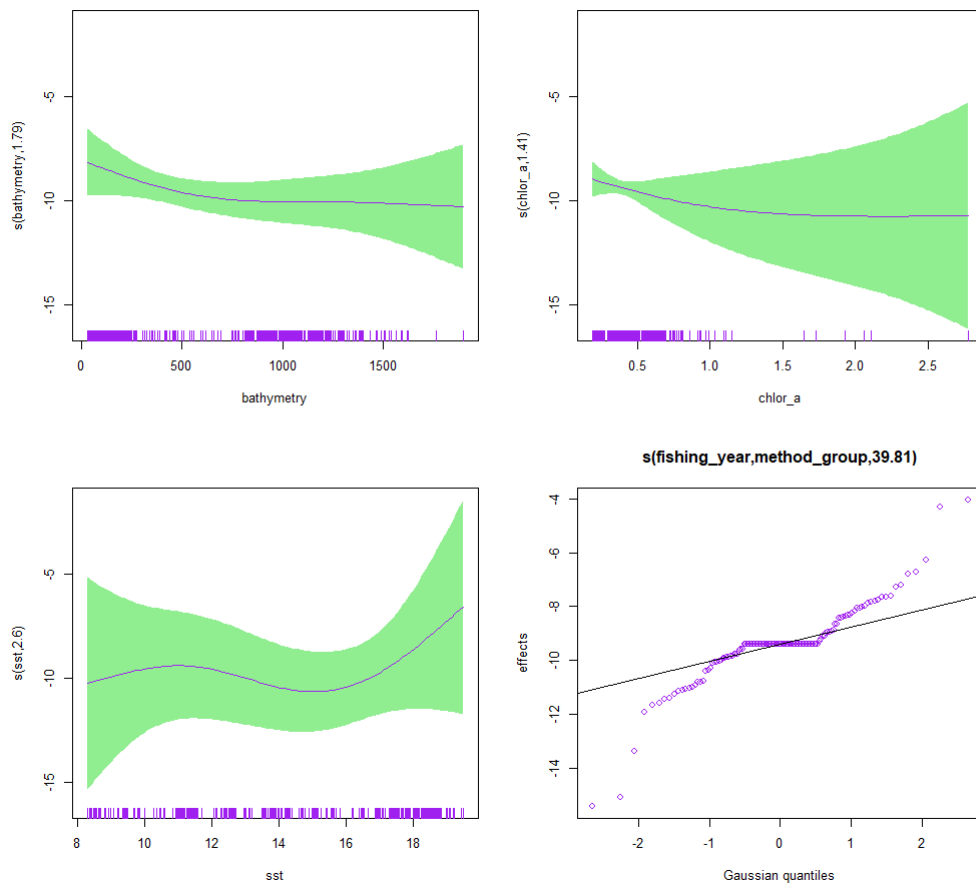 s(bathymetry,1.79)
-5
-10
-15
0 500 1000 1500
bathymetry
s(chlor_a,1.41)
-5
-10
-15
0.5 1.0 1.5 2.0 2.5
chlor_a
s(sst,2.6)
-5
-10
-15
8 10 12 14 16 18
sst
s(fishing_year,method_group,39.81)
effects
-4
-6
-8
-10
-12
-14
-2 -1 0 1 2
Gaussian quantiles